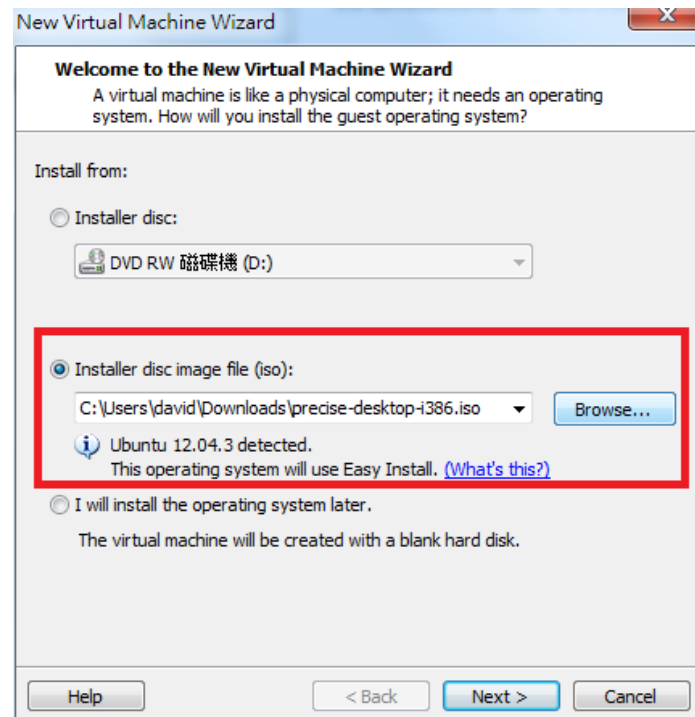 New Virtual Machine Wizard
Welcome to the New Virtual Machine Wizard
A virtual machine is like a physical computer; it needs an operating
system. How will you install the guest operating system?
Install from:
Installer disc:
DVD RW 磁碟機 (D:)
Installer disc image file (iso):
C:\Users\david\Downloads\precise-desktop-i386.iso
Browse...
Ubuntu 12.04.3 detected.
This operating system will use Easy Install. (What's this?)
I will install the operating system later.
The virtual machine will be created with a blank hard disk.
Help
< Back
Next >
Cancel